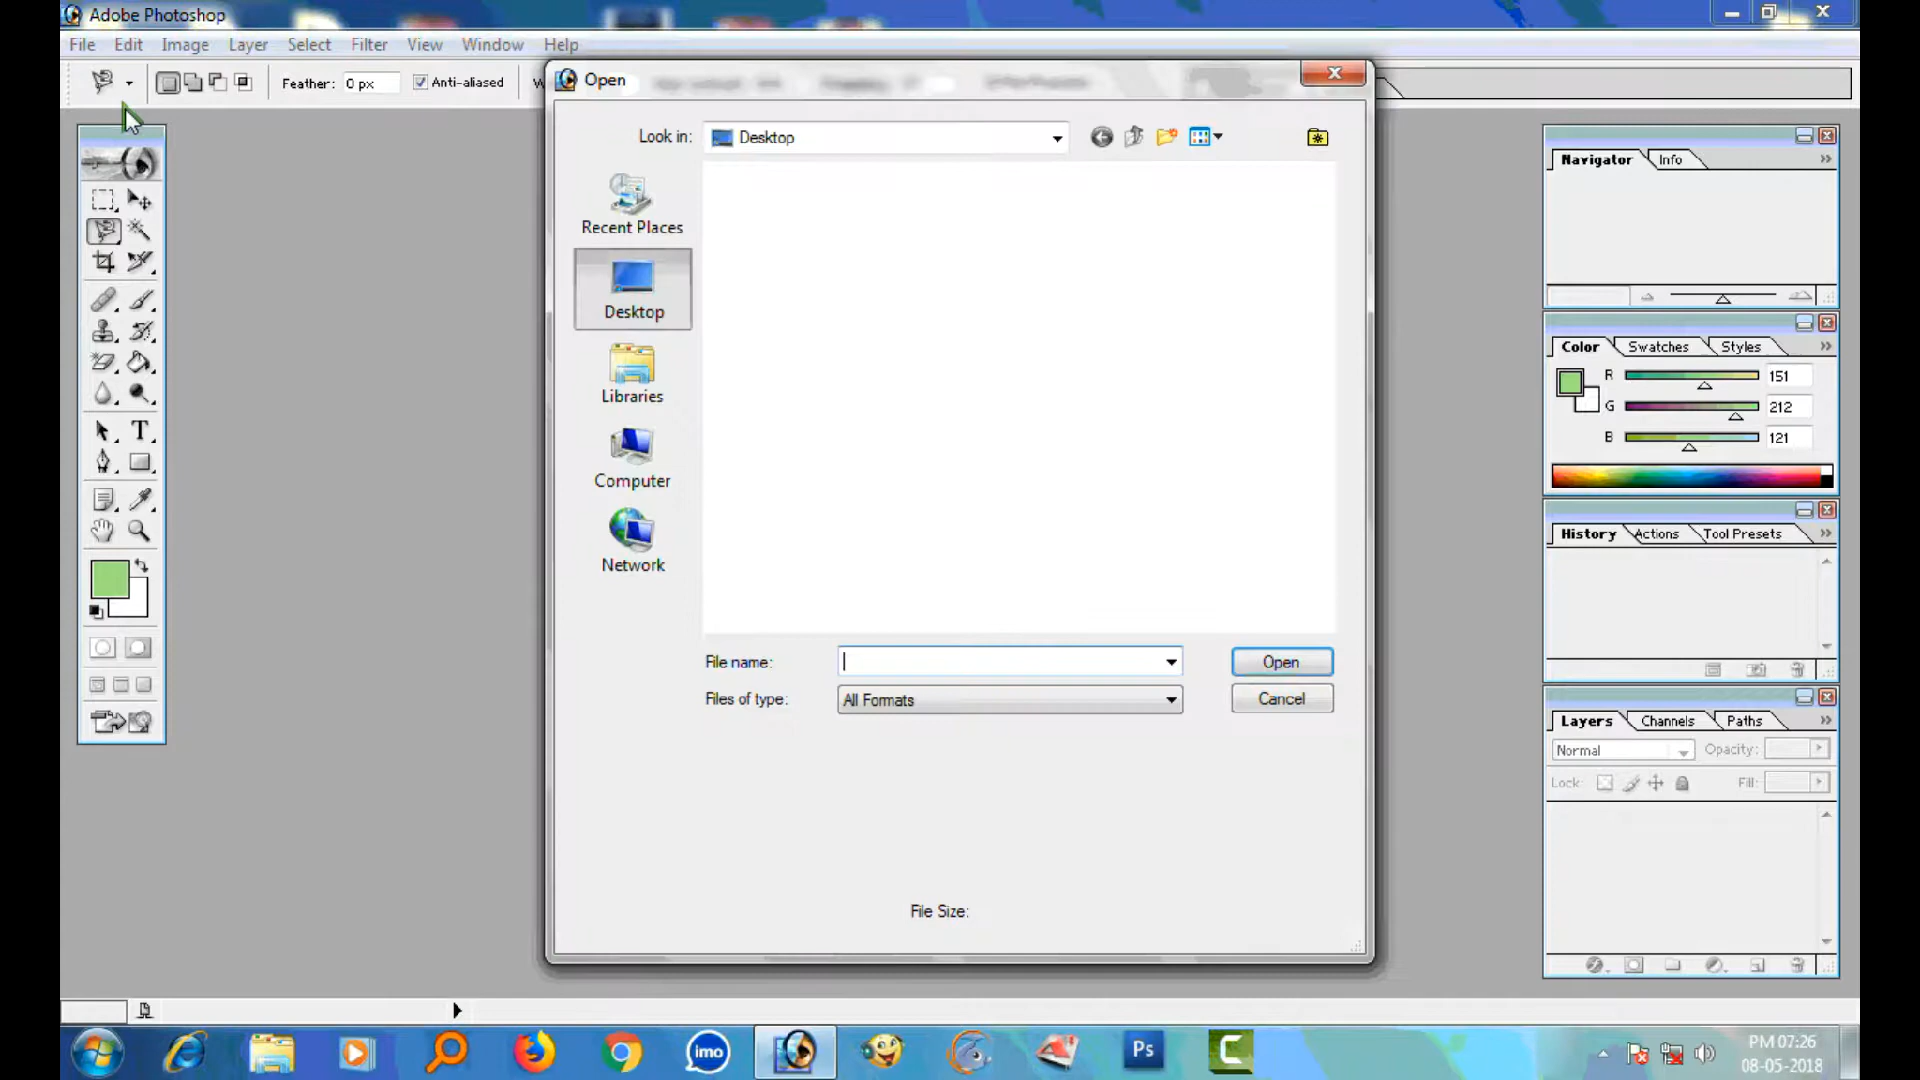 Adobe Photoshop
File Edit Image Layer Select Filter View Window Help
Feather: 0 px Anti-aliased
Open
Look in: Desktop
Recent Places
Desktop
Libraries
Computer
Network
File name: Open
Files of type: All Formats Cancel
File Size:
Navigator Info
Color Swatches Styles
R 151
G 212
B 121
History Actions Tool Presets
Layers Channels Paths
Normal Opacity:
Lock: Fill:
imo
Ps
C
PM 07:26
08-05-2018